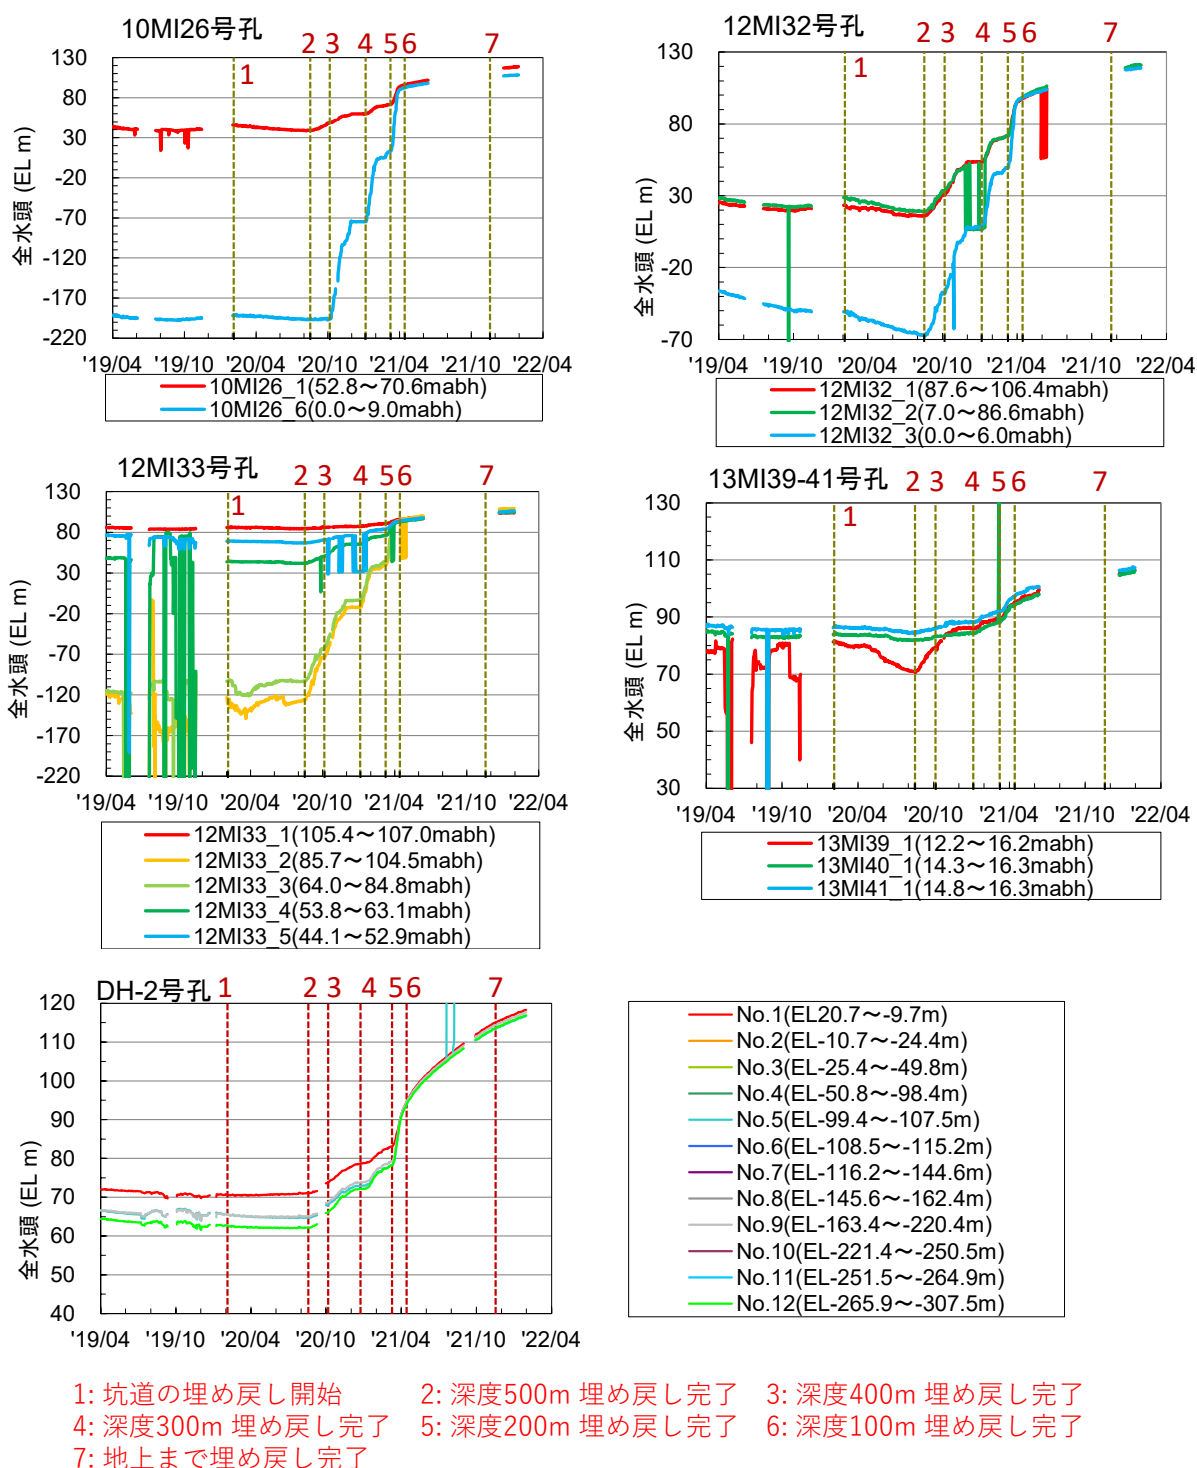 10MI26号孔
1 2 3 4 5 6 7
全水頭 (EL m)
130
80
30
-20
-70
-120
-170
-220
'19/04 '19/10 '20/04 '20/10 '21/04 '21/10 '22/04
10MI26_1(52.8～70.6mabh)
10MI26_6(0.0～9.0mabh)
12MI32号孔
1 2 3 4 5 6 7
全水頭 (EL m)
130
80
30
-20
-70
'19/04 '19/10 '20/04 '20/10 '21/04 '21/10 '22/04
12MI32_1(87.6～106.4mabh)
12MI32_2(7.0～86.6mabh)
12MI32_3(0.0～6.0mabh)
12MI33号孔
1 2 3 4 5 6 7
全水頭 (EL m)
130
80
30
-20
-70
-120
-170
-220
'19/04 '19/10 '20/04 '20/10 '21/04 '21/10 '22/04
12MI33_1(105.4～107.0mabh)
12MI33_2(85.7～104.5mabh)
12MI33_3(64.0～84.8mabh)
12MI33_4(53.8～63.1mabh)
12MI33_5(44.1～52.9mabh)
13MI39-41号孔
1 2 3 4 5 6 7
全水頭 (EL m)
130
110
90
70
50
30
'19/04 '19/10 '20/04 '20/10 '21/04 '21/10 '22/04
13MI39_1(12.2～16.2mabh)
13MI40_1(14.3～16.3mabh)
13MI41_1(14.8～16.3mabh)
DH-2号孔
1 2 3 4 5 6 7
全水頭 (EL m)
120
110
100
90
80
70
60
50
40
'19/04 '19/10 '20/04 '20/10 '21/04 '21/10 '22/04
No.1(EL20.7～-9.7m)
No.2(EL-10.7～-24.4m)
No.3(EL-25.4～-49.8m)
No.4(EL-50.8～-98.4m)
No.5(EL-99.4～-107.5m)
No.6(EL-108.5～-115.2m)
No.7(EL-116.2～-144.6m)
No.8(EL-145.6～-162.4m)
No.9(EL-163.4～-220.4m)
No.10(EL-221.4～-250.5m)
No.11(EL-251.5～-264.9m)
No.12(EL-265.9～-307.5m)
1: 坑道の埋め戻し開始 2: 深度500m 埋め戻し完了 3: 深度400m 埋め戻し完了
4: 深度300m 埋め戻し完了 5: 深度200m 埋め戻し完了 6: 深度100m 埋め戻し完了
7: 地上まで埋め戻し完了